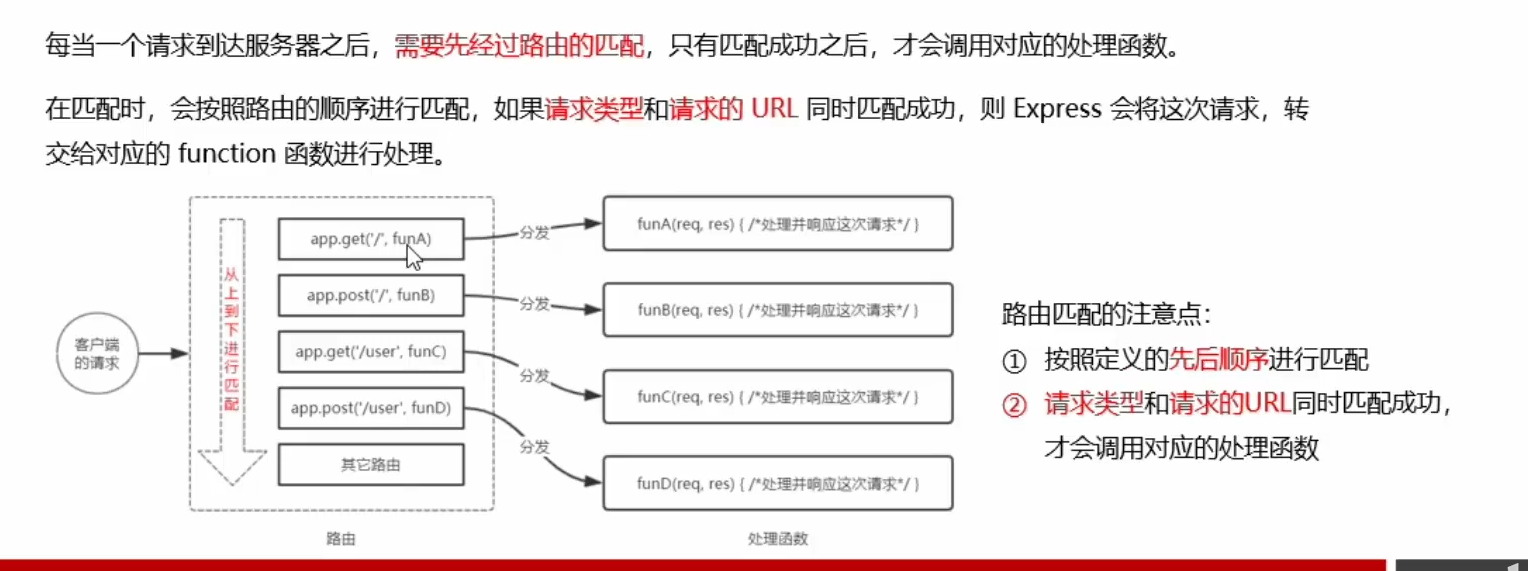 每当一个请求到达服务器之后，需要先经过路由的匹配，只有匹配成功之后，才会调用对应的处理函数。
在匹配时，会按照路由的顺序进行匹配，如果请求类型和请求的 URL 同时匹配成功，则 Express 会将这次请求，转
交给对应的 function 函数进行处理。
客户端
的请求
从上到下进行匹配
app.get('/', funA)
app.post('/', funB)
app.get('/user', funC)
app.post('/user', funD)
其它路由
路由
分发
分发
分发
分发
funA(req, res) { /*处理并响应这次请求*/ }
funB(req, res) { /*处理并响应这次请求*/ }
funC(req, res) { /*处理并响应这次请求*/ }
funD(req, res) { /*处理并响应这次请求*/ }
处理函数
路由匹配的注意点：
① 按照定义的先后顺序进行匹配
② 请求类型和请求的URL同时匹配成功，
才会调用对应的处理函数